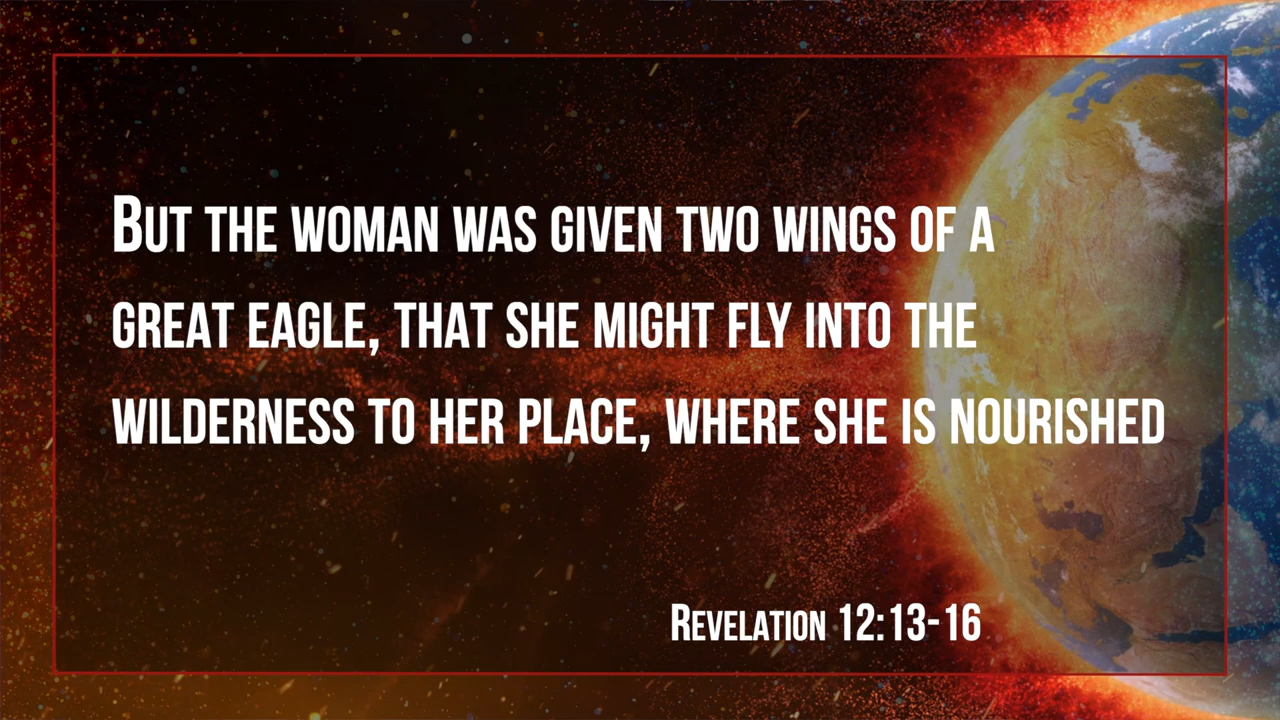 But the woman was given two wings of a
great eagle, that she might fly into the
wilderness to her place, where she is nourished
Revelation 12:13-16